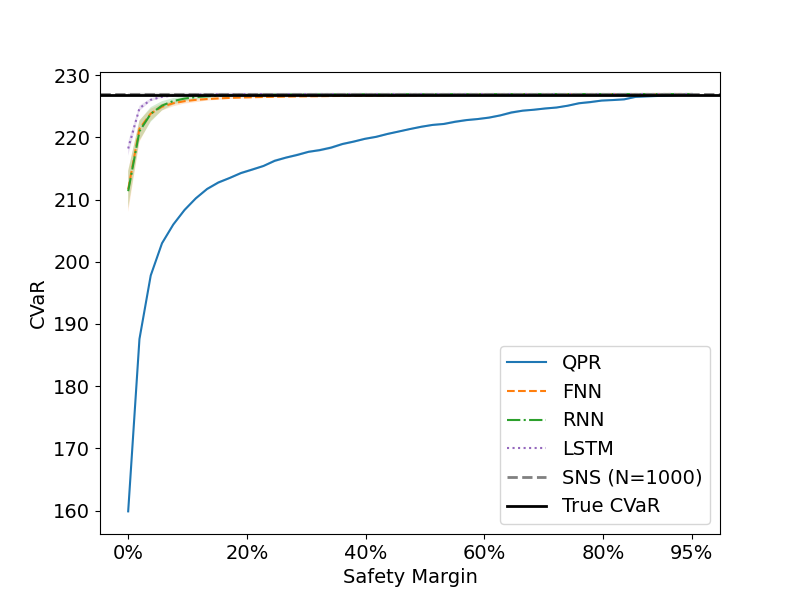 230
220
210
200
190
180
170
160
CVaR
0%
20%
40%
60%
80%
95%
Safety Margin
QPR
FNN
RNN
LSTM
SNS (N=1000)
True CVaR